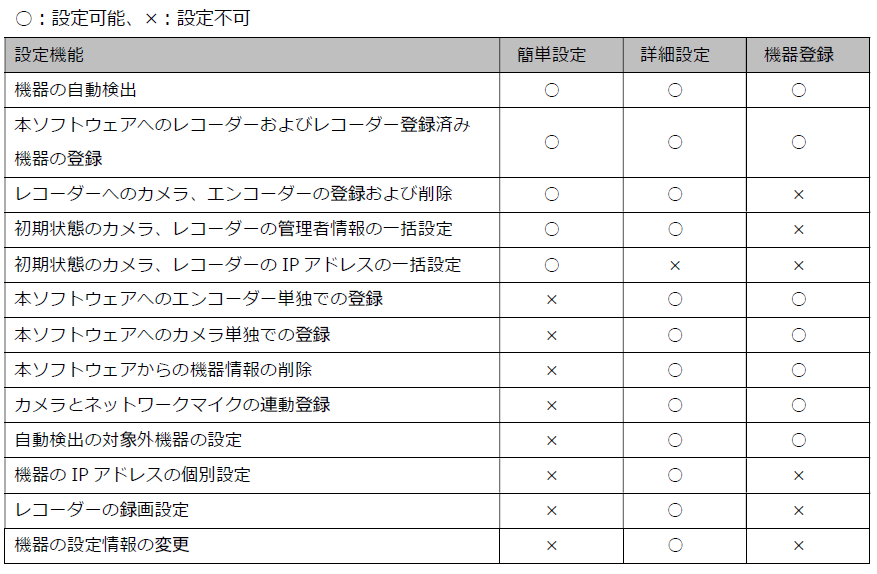 ○：設定可能、×：設定不可
設定機能 簡単設定 詳細設定 機器登録
機器の自動検出 ○ ○ ○
本ソフトウェアへのレコーダーおよびレコーダー登録済み
機器の登録 ○ ○ ○
レコーダーへのカメラ、エンコーダーの登録および削除 ○ ○ ×
初期状態のカメラ、レコーダーの管理者情報の一括設定 ○ ○ ×
初期状態のカメラ、レコーダーの IP アドレスの一括設定 ○ × ×
本ソフトウェアへのエンコーダー単独での登録 × ○ ○
本ソフトウェアへのカメラ単独での登録 × ○ ○
本ソフトウェアからの機器情報の削除 × ○ ○
カメラとネットワークマイクの連動登録 × ○ ○
自動検出の対象外機器の設定 × ○ ○
機器の IP アドレスの個別設定 × ○ ×
レコーダーの録画設定 × ○ ×
機器の設定情報の変更 × ○ ×